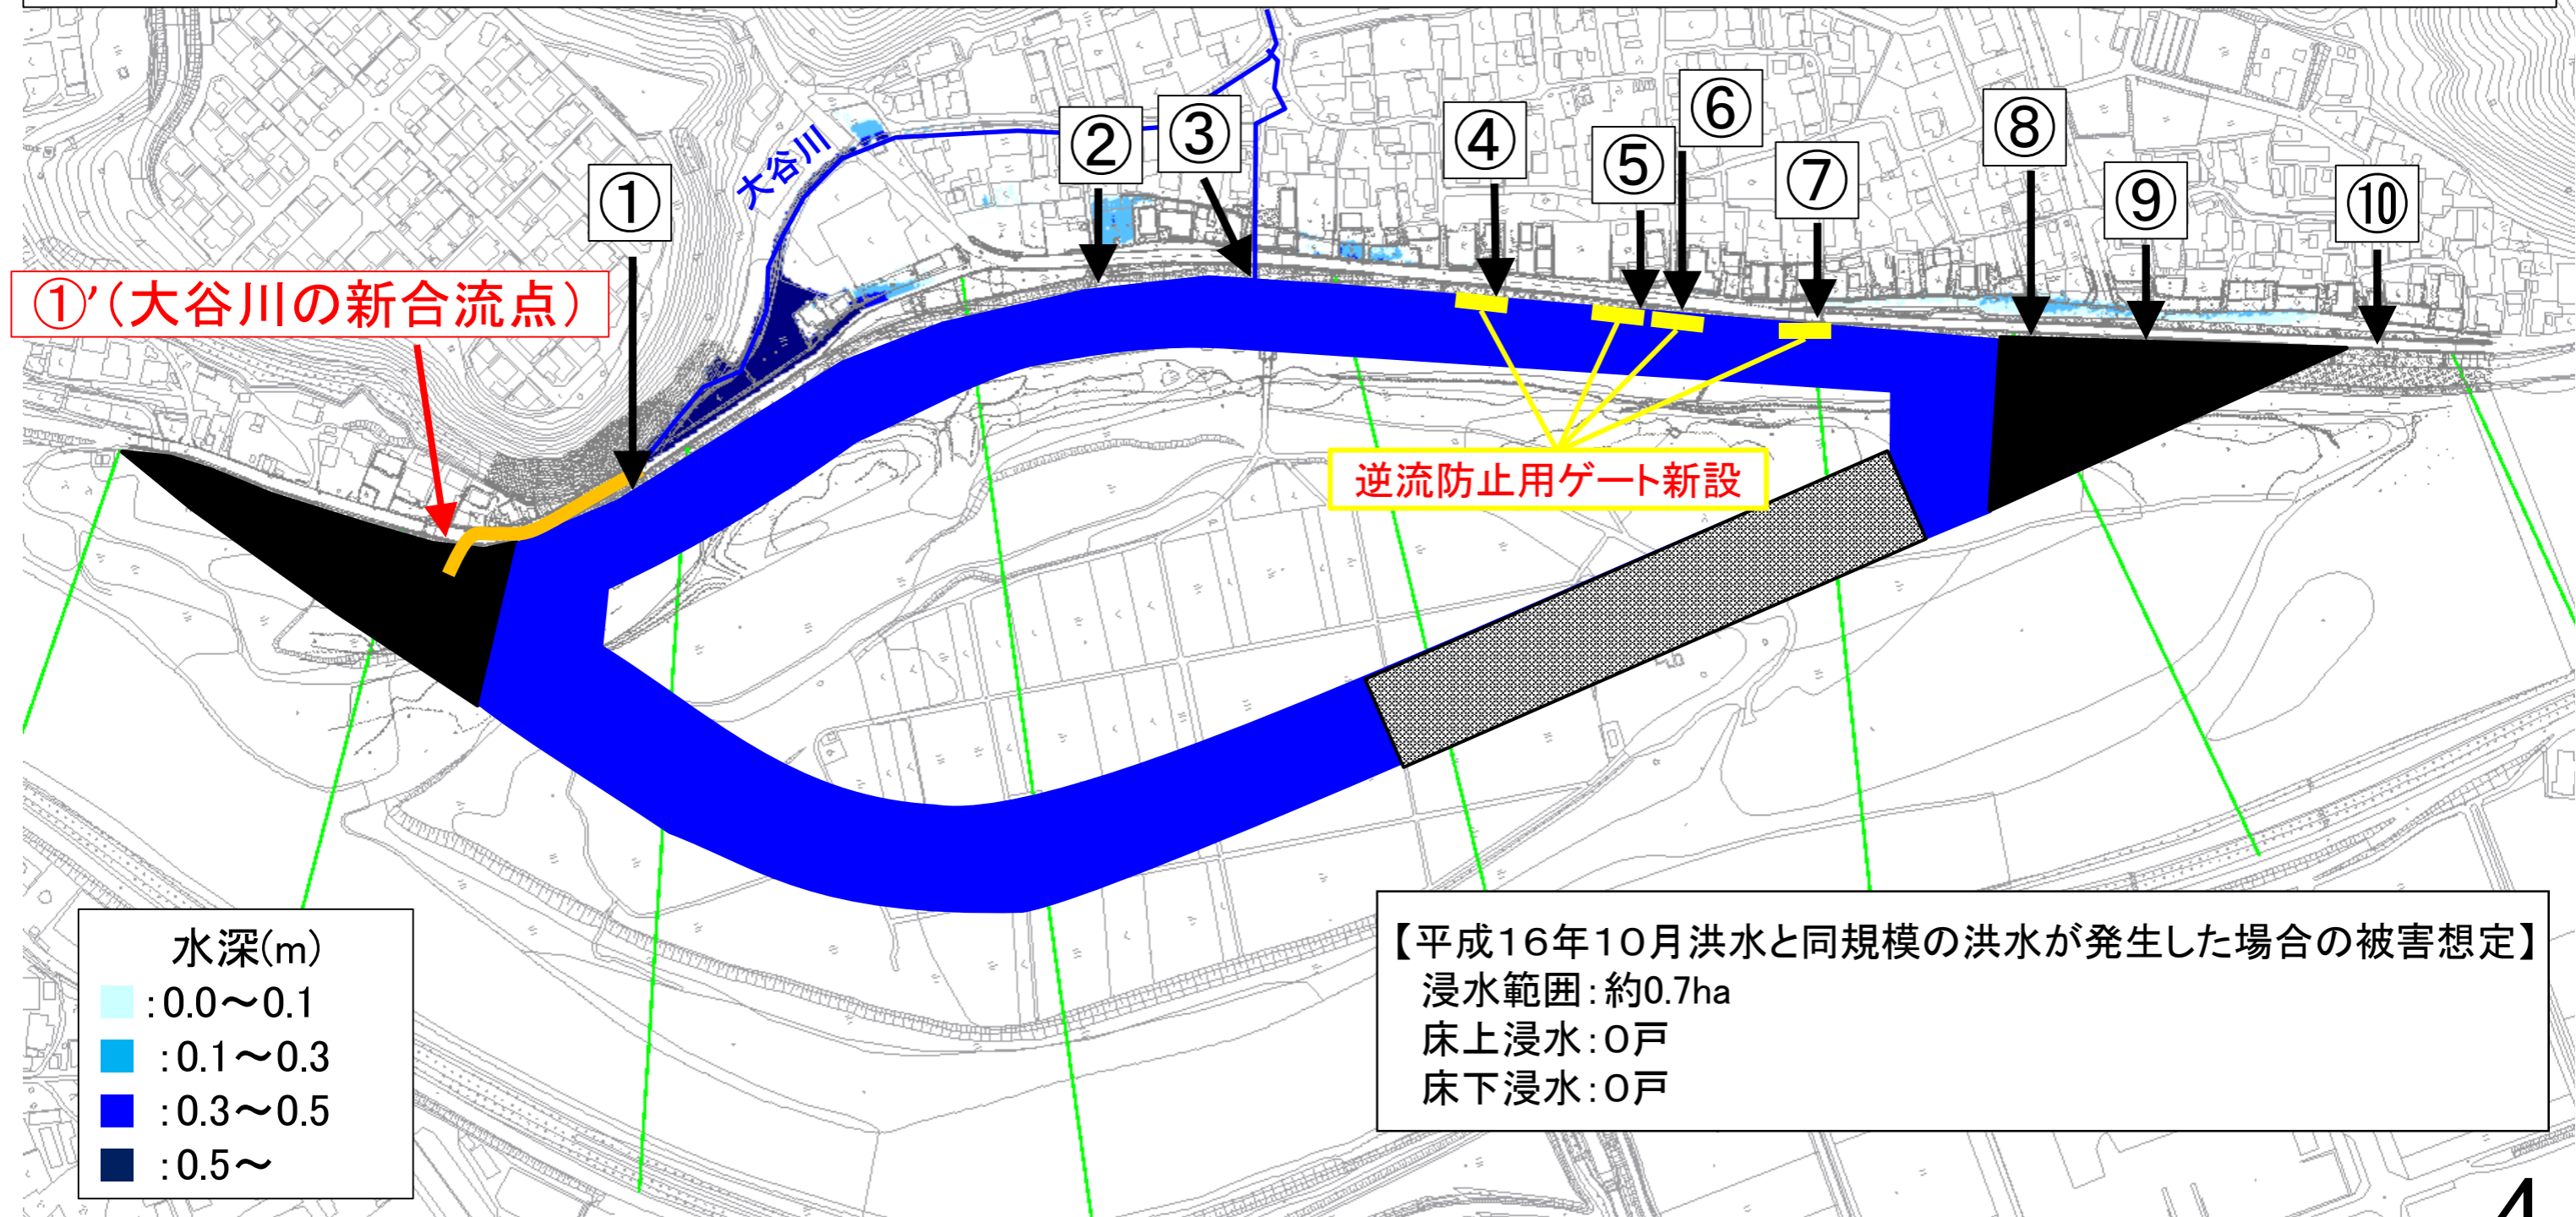 ②
③
④
⑤
⑥
⑦
⑧
⑨
⑩
①
大谷川
①’(大谷川の新合流点)
逆流防止用ゲート新設
水深(m)
:0.0～0.1
:0.1～0.3
:0.3～0.5
:0.5～
【平成16年10月洪水と同規模の洪水が発生した場合の被害想定】
浸水範囲:約0.7ha
床上浸水:0戸
床下浸水:0戸
4